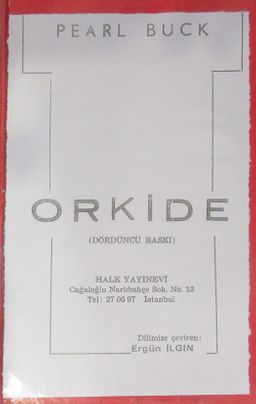 PEARL BUCK
ORKİDE
(DÖRDÜNCÜ BASKI)
HALK YAYINEVİ
Cağaloğlu Narlıbahçe Sok. No. 12
Tel: 27 06 97 İstanbul
Dilimize çeviren:
Ergün İLGİN